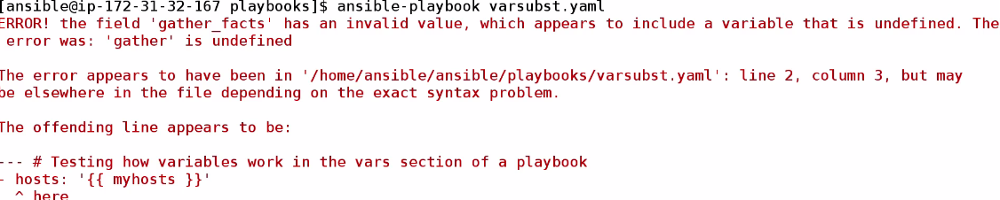 [ansible@ip-172-31-32-167 playbooks]$ ansible-playbook varsubst.yaml
ERROR! the field 'gather_facts' has an invalid value, which appears to include a variable that is undefined. The
error was: 'gather' is undefined
The error appears to have been in '/home/ansible/ansible/playbooks/varsubst.yaml': line 2, column 3, but may
be elsewhere in the file depending on the exact syntax problem.
The offending line appears to be:
--- # Testing how variables work in the vars section of a playbook
- hosts: '{{ myhosts }}'
^ here